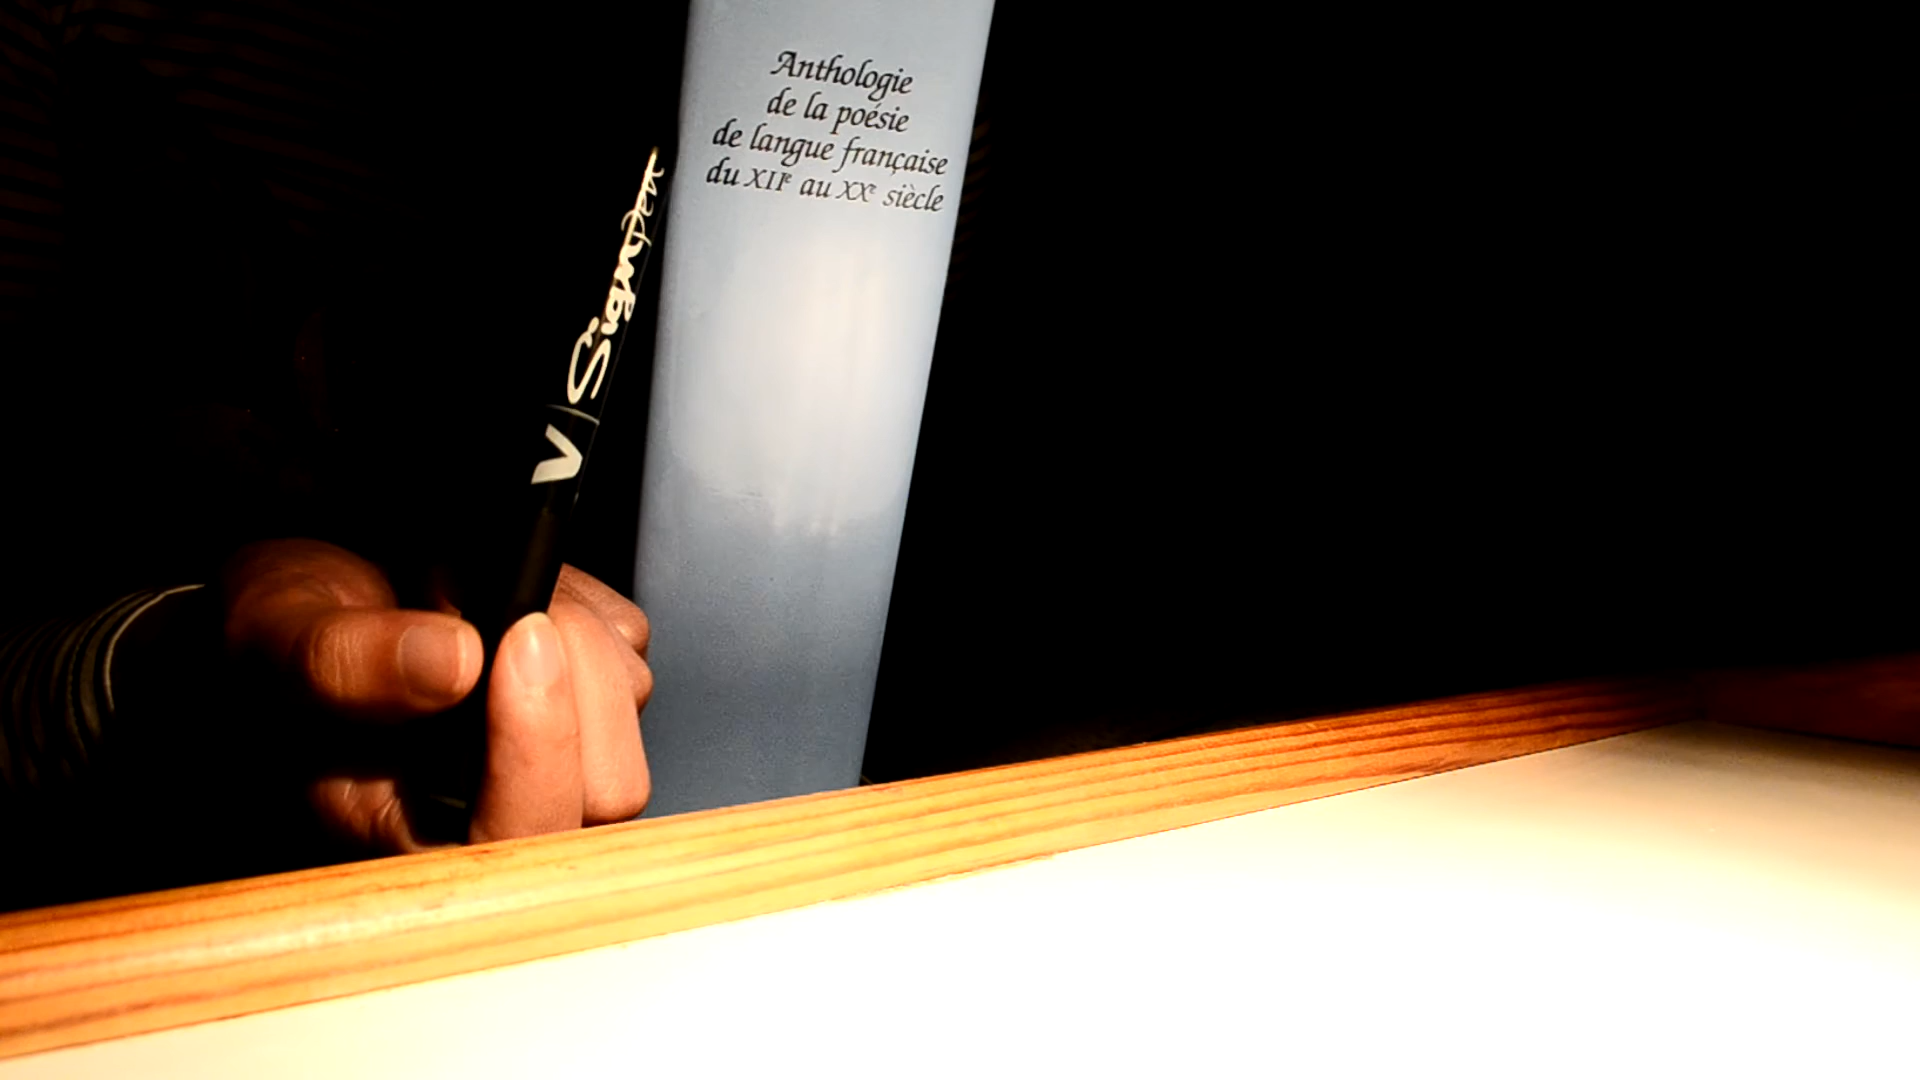 Anthologie
de la poésie
de langue française
du XIIᵉ au XXᵉ siècle
V Sign Pen